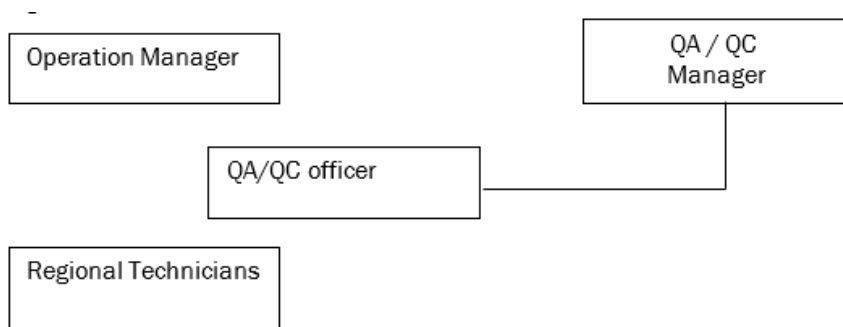 -
Operation Manager
QA / QC
Manager
QA/QC officer
Regional Technicians